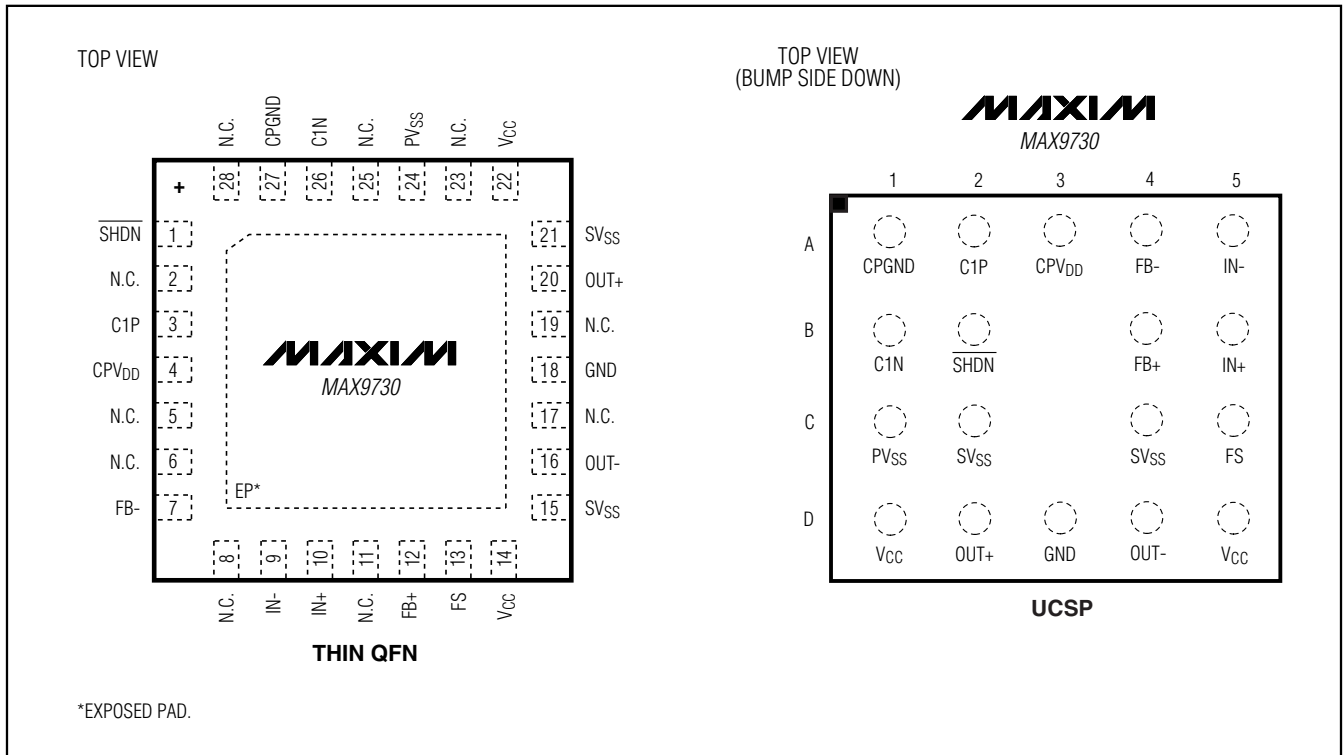 TOP VIEW
N.C.
CPGND
C1N
N.C.
PVSS
N.C.
VCC
+
28
27
26
25
24
23
22
SHDN 1
N.C. 2
C1P 3
CPVDD 4
N.C. 5
N.C. 6
FB- 7
21 SVSS
20 OUT+
19 N.C.
18 GND
17 N.C.
16 OUT-
15 SVSS
MAXIM
MAX9730
EP*
8
9
10
11
12
13
14
N.C.
IN-
IN+
N.C.
FB+
FS
VCC
THIN QFN
*EXPOSED PAD.
TOP VIEW
(BUMP SIDE DOWN)
MAXIM
MAX9730
1 2 3 4 5
A
CPGND C1P CPVDD FB- IN-
B
C1N SHDN FB+ IN+
C
PVSS SVSS SVSS FS
D
VCC OUT+ GND OUT- VCC
UCSP